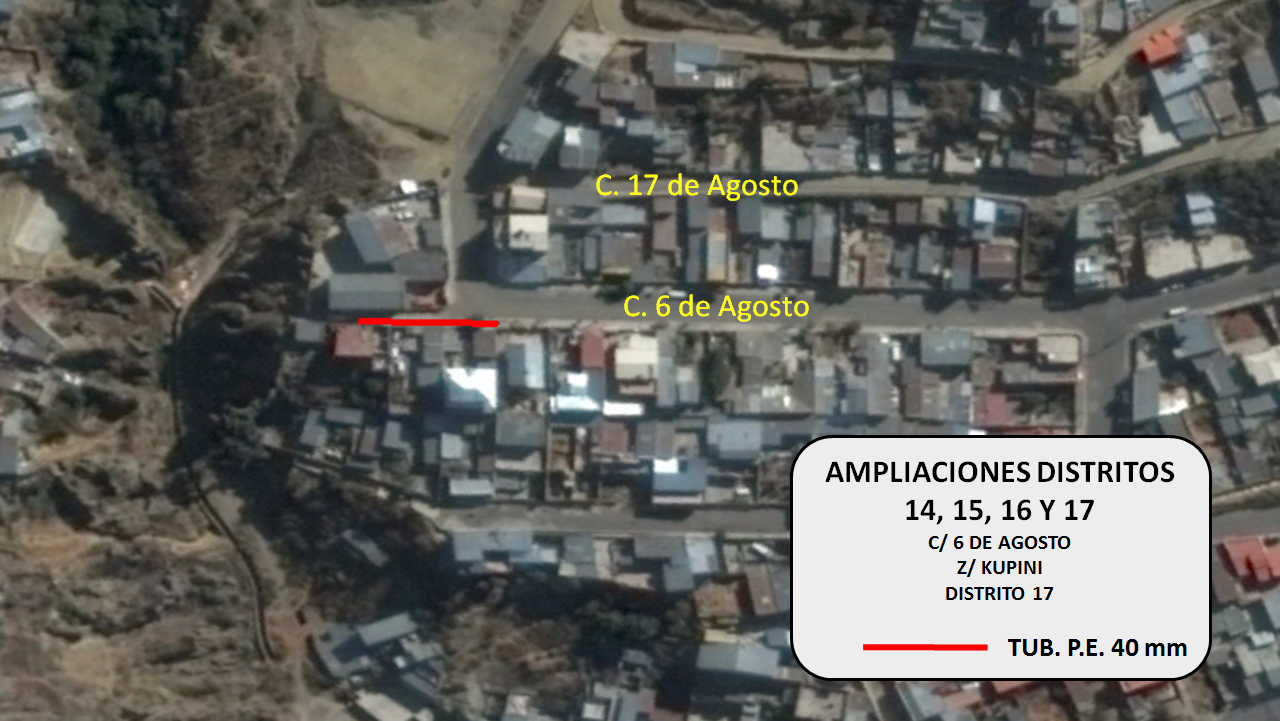 C. 17 de Agosto
C. 6 de Agosto
AMPLIACIONES DISTRITOS
14, 15, 16 Y 17
C/ 6 DE AGOSTO
Z/ KUPINI
DISTRITO 17
TUB. P.E. 40 mm